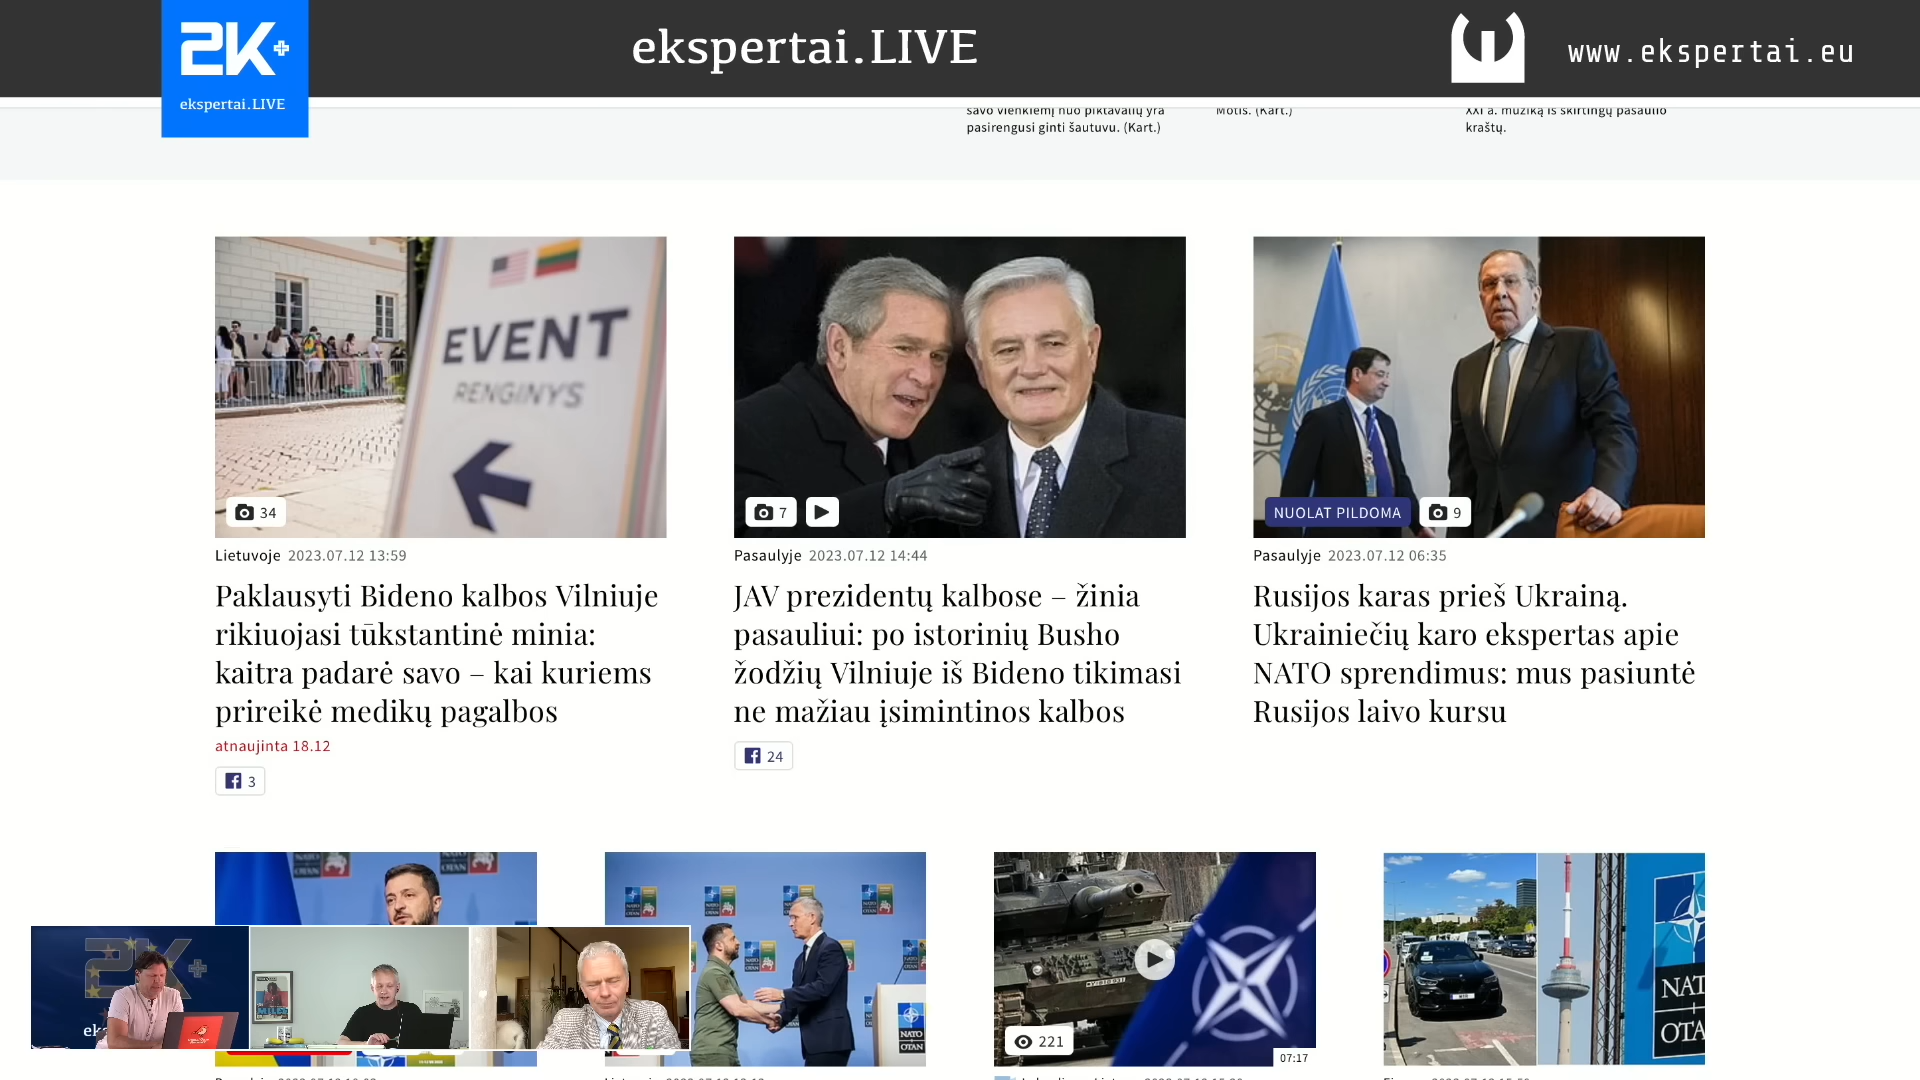 2K+
ekspertai.LIVE
ekspertai.LIVE
www.ekspertai.eu
savo vienkiemį nuo piktavalių yra
pasirengusi ginti šautuvu. (Kart.)
Motis. (Kart.)
XXI a. muziką iš skirtingų pasaulio
kraštų.
EVENT
RENGINYS
34
7
NUOLAT PILDOMA
9
Lietuvoje 2023.07.12 13:59
Paklausyti Bideno kalbos Vilniuje
rikiuojasi tūkstantinė minia:
kaitra padarė savo – kai kuriems
prireikė medikų pagalbos
atnaujinta 18.12
3
Pasaulyje 2023.07.12 14:44
JAV prezidentų kalbose – žinia
pasauliui: po istorinių Busho
žodžių Vilniuje iš Bideno tikimasi
ne mažiau įsimintinos kalbos
24
Pasaulyje 2023.07.12 06:35
Rusijos karas prieš Ukrainą.
Ukrainiečių karo ekspertas apie
NATO sprendimus: mus pasiuntė
Rusijos laivo kursu
2K+
NATO
OTAN
221
07:17
NAT
OTA